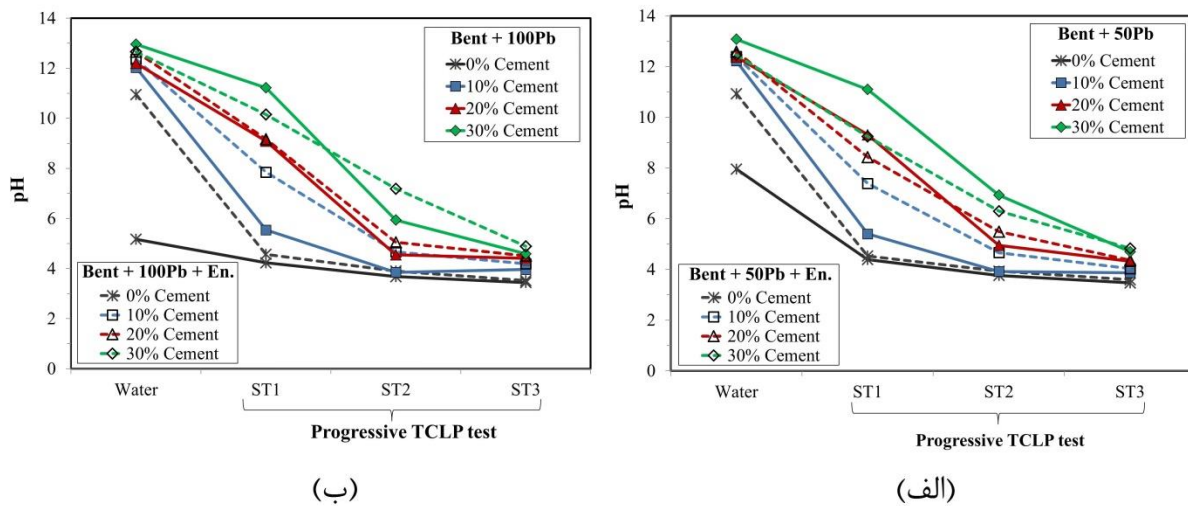 14
12
10
8
6
4
2
0
pH
Bent + 100Pb
0% Cement
10% Cement
20% Cement
30% Cement
Bent + 100Pb + En.
0% Cement
10% Cement
20% Cement
30% Cement
Water ST1 ST2 ST3
Progressive TCLP test
(ب)
14
12
10
8
6
4
2
0
pH
Bent + 50Pb
0% Cement
10% Cement
20% Cement
30% Cement
Bent + 50Pb + En.
0% Cement
10% Cement
20% Cement
30% Cement
Water ST1 ST2 ST3
Progressive TCLP test
(الف)